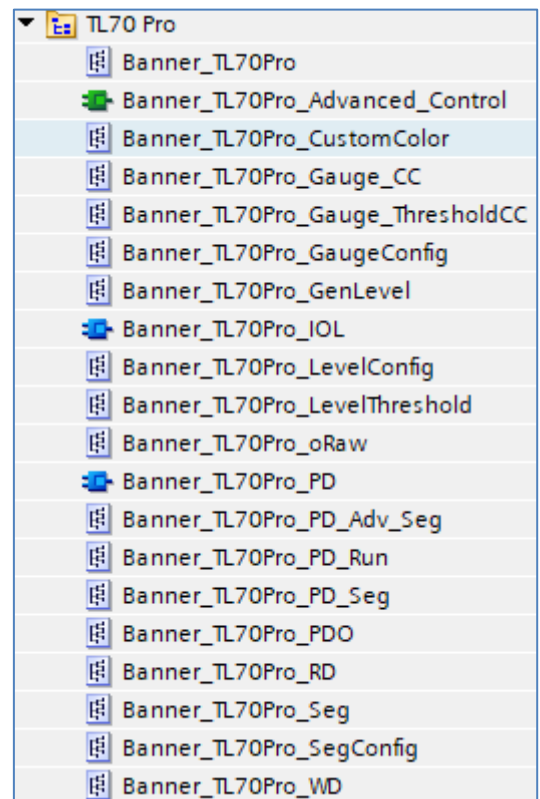 TL70 Pro
Banner_TL70Pro
Banner_TL70Pro_Advanced_Control
Banner_TL70Pro_CustomColor
Banner_TL70Pro_Gauge_CC
Banner_TL70Pro_Gauge_ThresholdCC
Banner_TL70Pro_GaugeConfig
Banner_TL70Pro_GenLevel
Banner_TL70Pro_IOL
Banner_TL70Pro_LevelConfig
Banner_TL70Pro_LevelThreshold
Banner_TL70Pro_oRaw
Banner_TL70Pro_PD
Banner_TL70Pro_PD_Adv_Seg
Banner_TL70Pro_PD_Run
Banner_TL70Pro_PD_Seg
Banner_TL70Pro_PDO
Banner_TL70Pro_RD
Banner_TL70Pro_Seg
Banner_TL70Pro_SegConfig
Banner_TL70Pro_WD